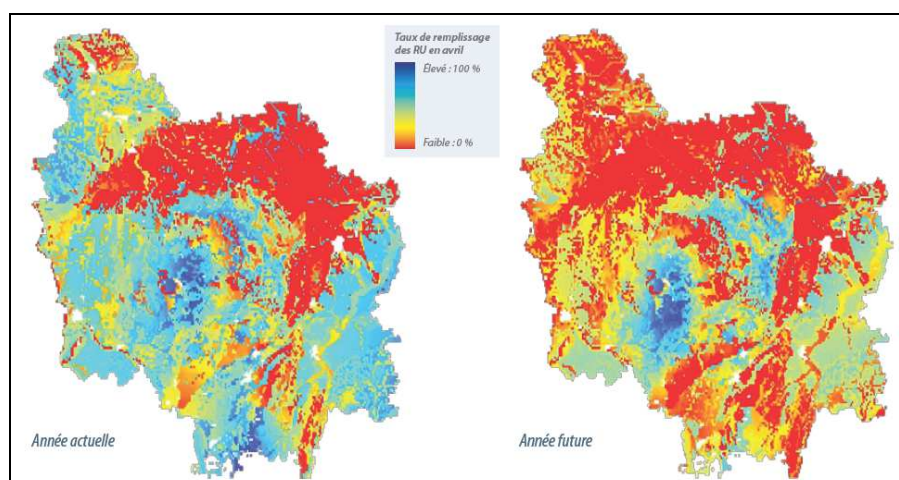 Taux de remplissage
des RU en avril
Élevé : 100 %
Faible : 0 %
Année actuelle
Année future